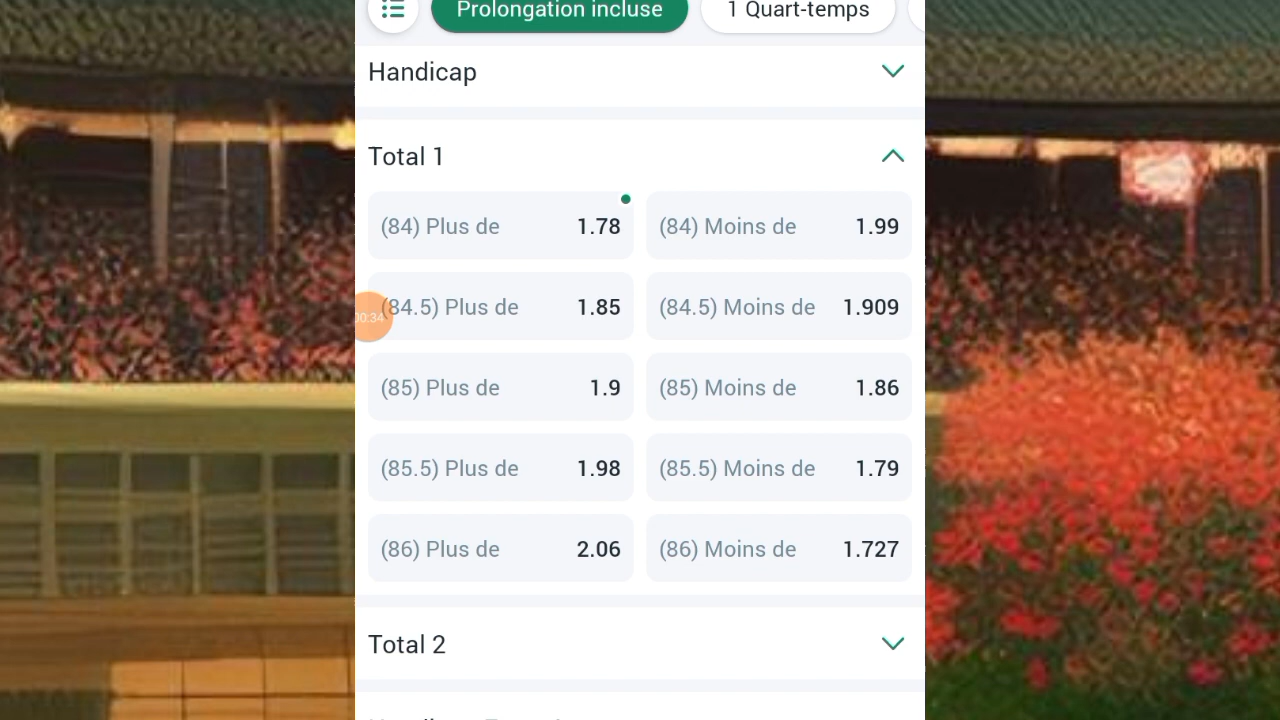 Prolongation incluse 1 Quart-temps
Handicap
Total 1
(84) Plus de 1.78 (84) Moins de 1.99
(84.5) Plus de 1.85 (84.5) Moins de 1.909
00:34
(85) Plus de 1.9 (85) Moins de 1.86
(85.5) Plus de 1.98 (85.5) Moins de 1.79
(86) Plus de 2.06 (86) Moins de 1.727
Total 2